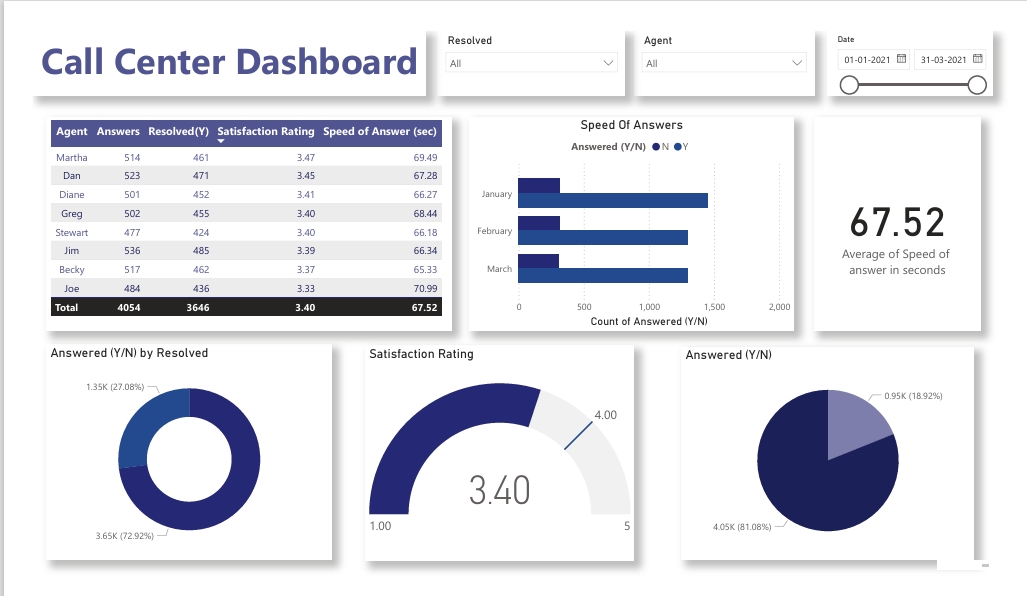 Call Center Dashboard
Resolved
All
Agent
All
Date
01-01-2021 31-03-2021
Agent Answers Resolved(Y) Satisfaction Rating Speed of Answer (sec)
Martha 514 461 3.47 69.49
Dan 523 471 3.45 67.28
Diane 501 452 3.41 66.27
Greg 502 455 3.40 68.44
Stewart 477 424 3.40 66.18
Jim 536 485 3.39 66.34
Becky 517 462 3.37 65.33
Joe 484 436 3.33 70.99
Total 4054 3646 3.40 67.52
Speed Of Answers
Answered (Y/N) N Y
January
February
March
0 500 1,000 1,500 2,000
Count of Answered (Y/N)
67.52
Average of Speed of
answer in seconds
Answered (Y/N) by Resolved
1.35K (27.08%)
3.65K (72.92%)
Satisfaction Rating
4.00
3.40
1.00 5
Answered (Y/N)
0.95K (18.92%)
4.05K (81.08%)